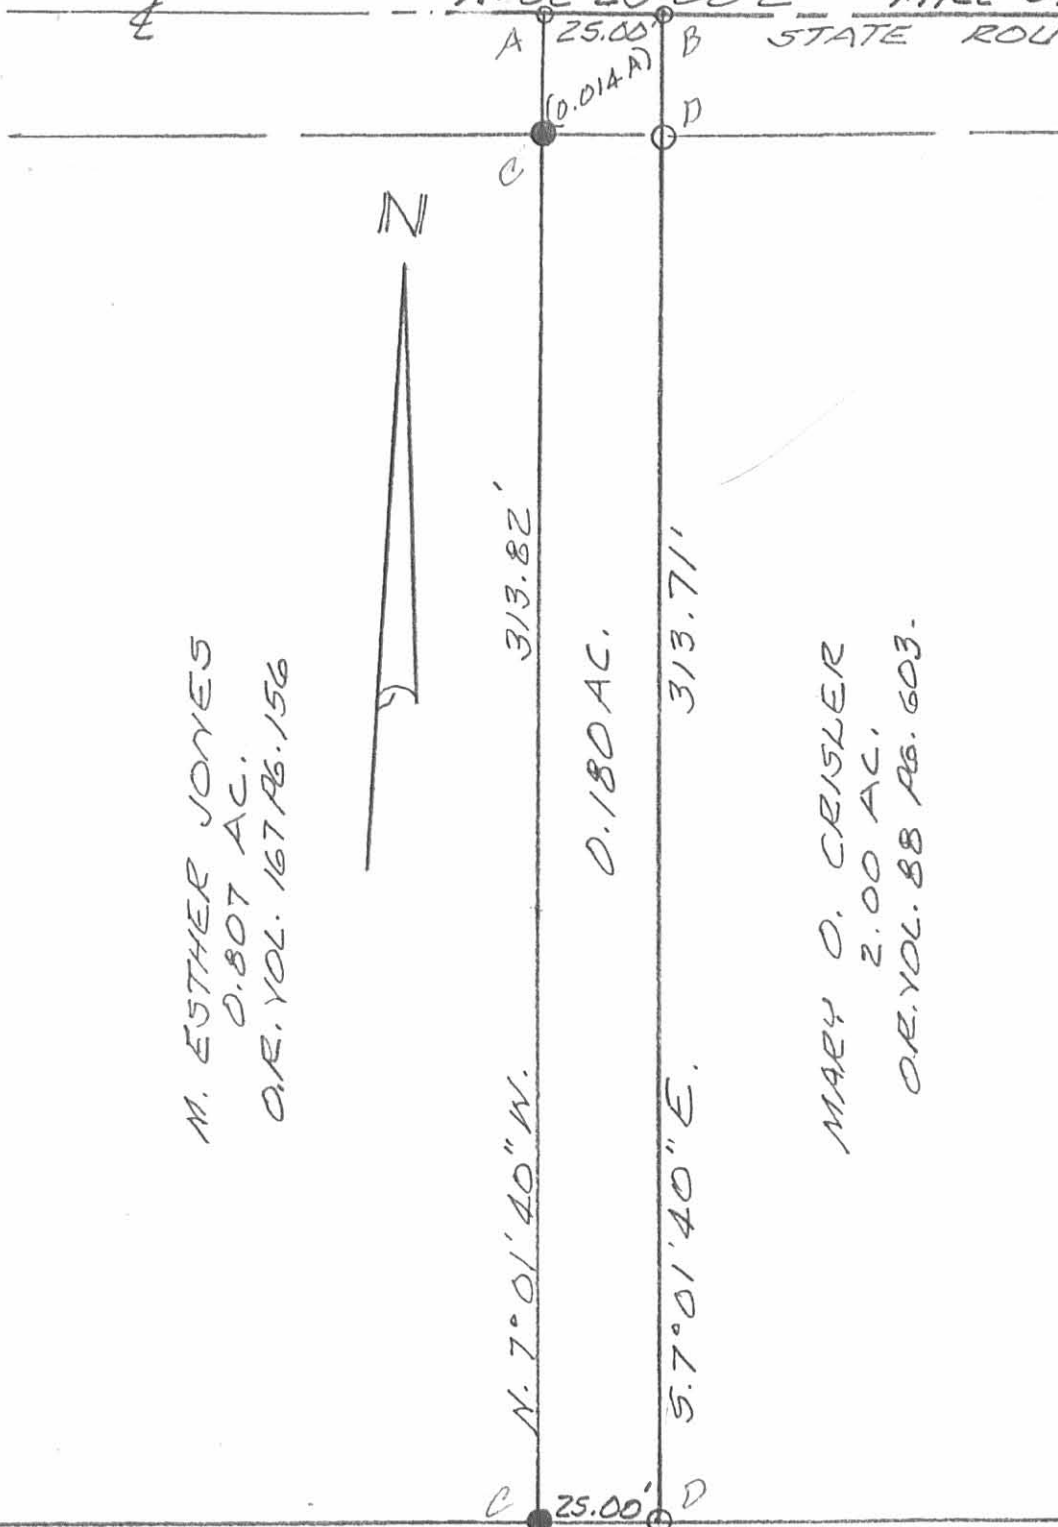 A 25.00' B STATE
(0.014 A)
C D
N
313.82'
313.71'
0.180 AC.
M. ESTHER JONES
0.807 AC.
O.R. VOL. 167 PG. 156
MARY O. CRISLER
2.00 AC.
O.R. VOL. 88 PG. 603.
N. 7° 01' 40" W.
S. 7° 01' 40" E.
C 25.00' D